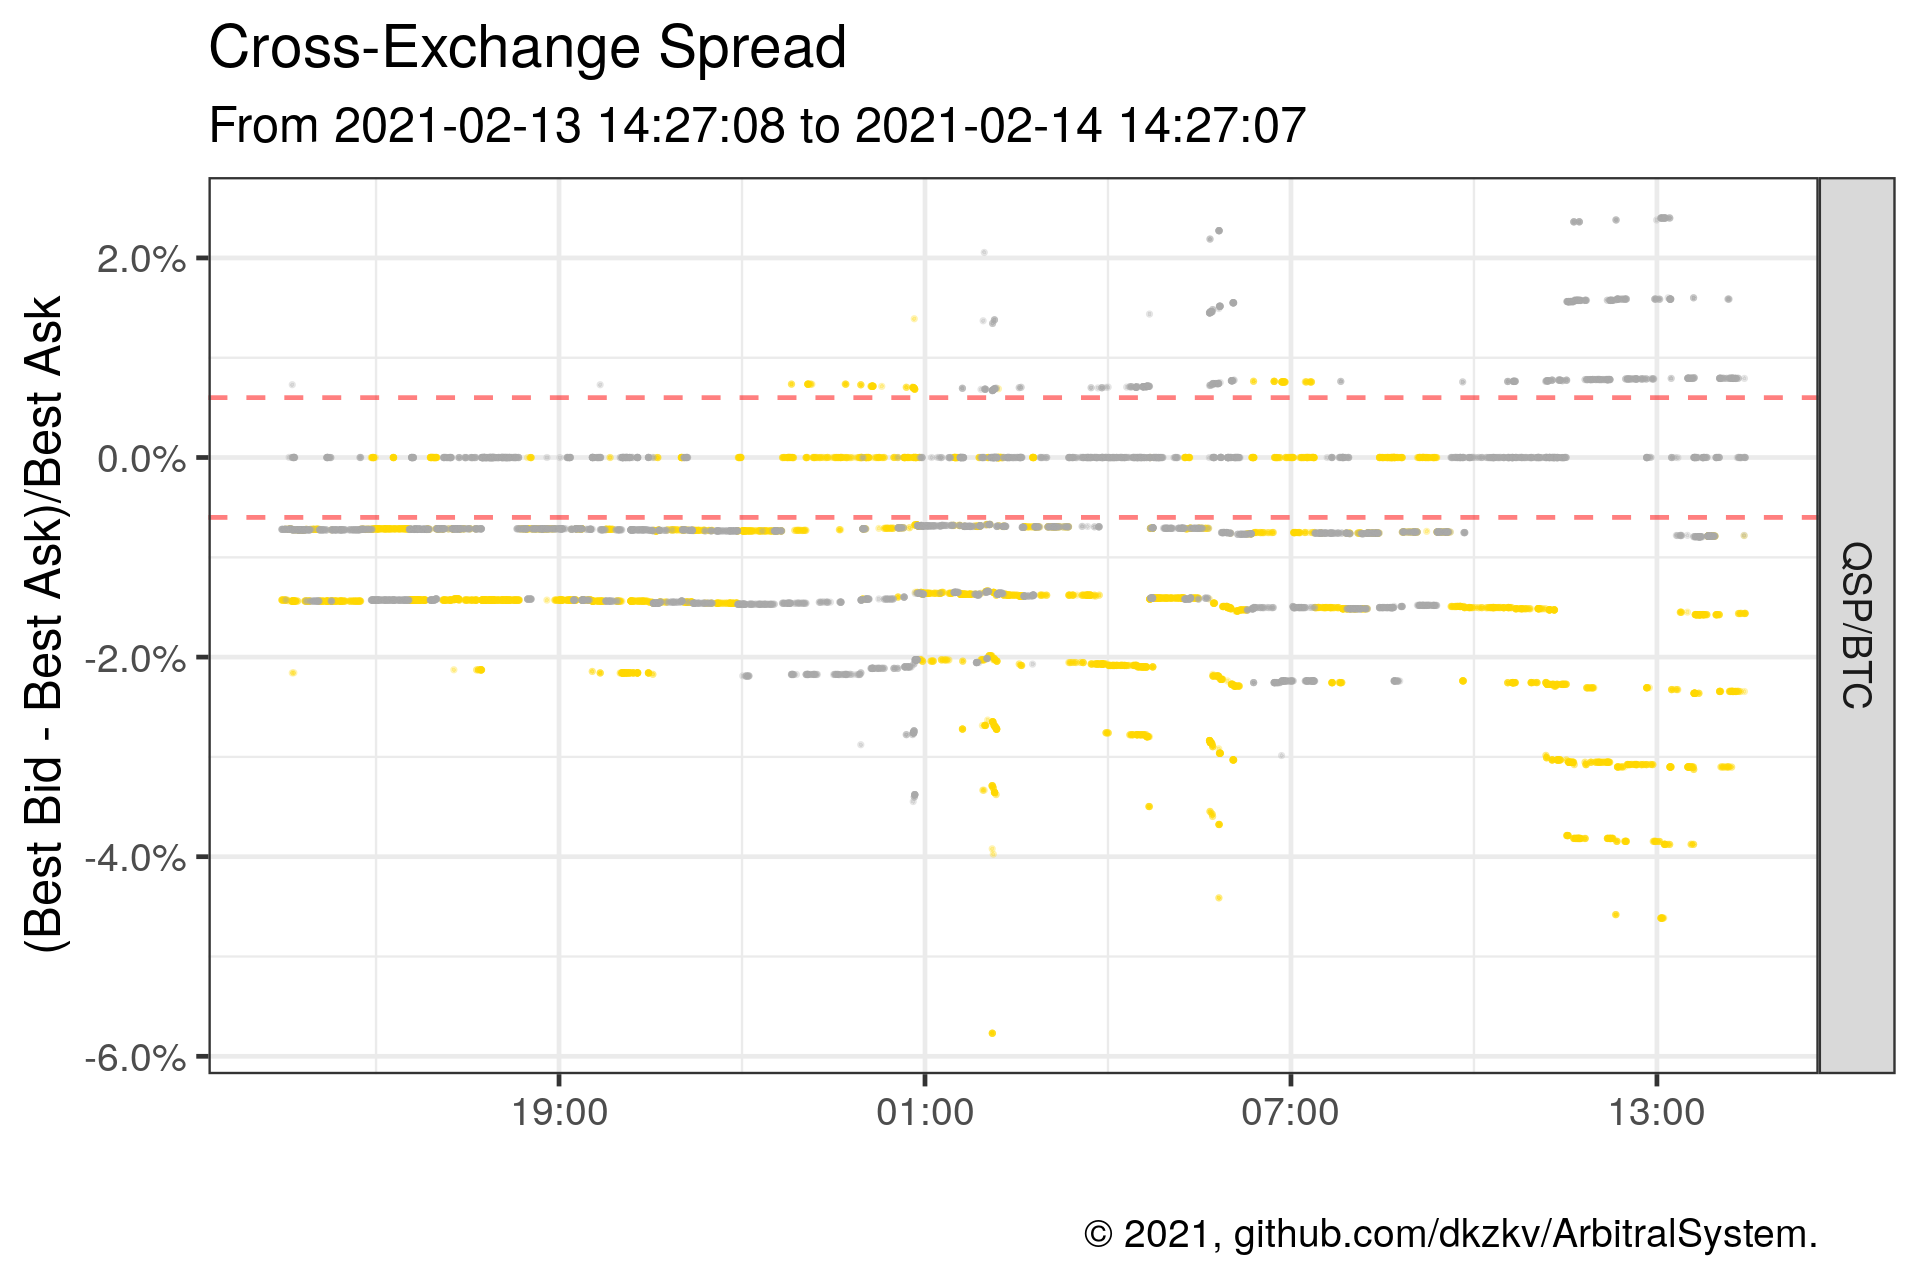 Cross-Exchange Spread
From 2021-02-13 14:27:08 to 2021-02-14 14:27:07
(Best Bid - Best Ask)/Best Ask
2.0%
0.0%
-2.0%
-4.0%
-6.0%
QSP/BTC
19:00
01:00
07:00
13:00
© 2021, github.com/dkzkv/ArbitralSystem.